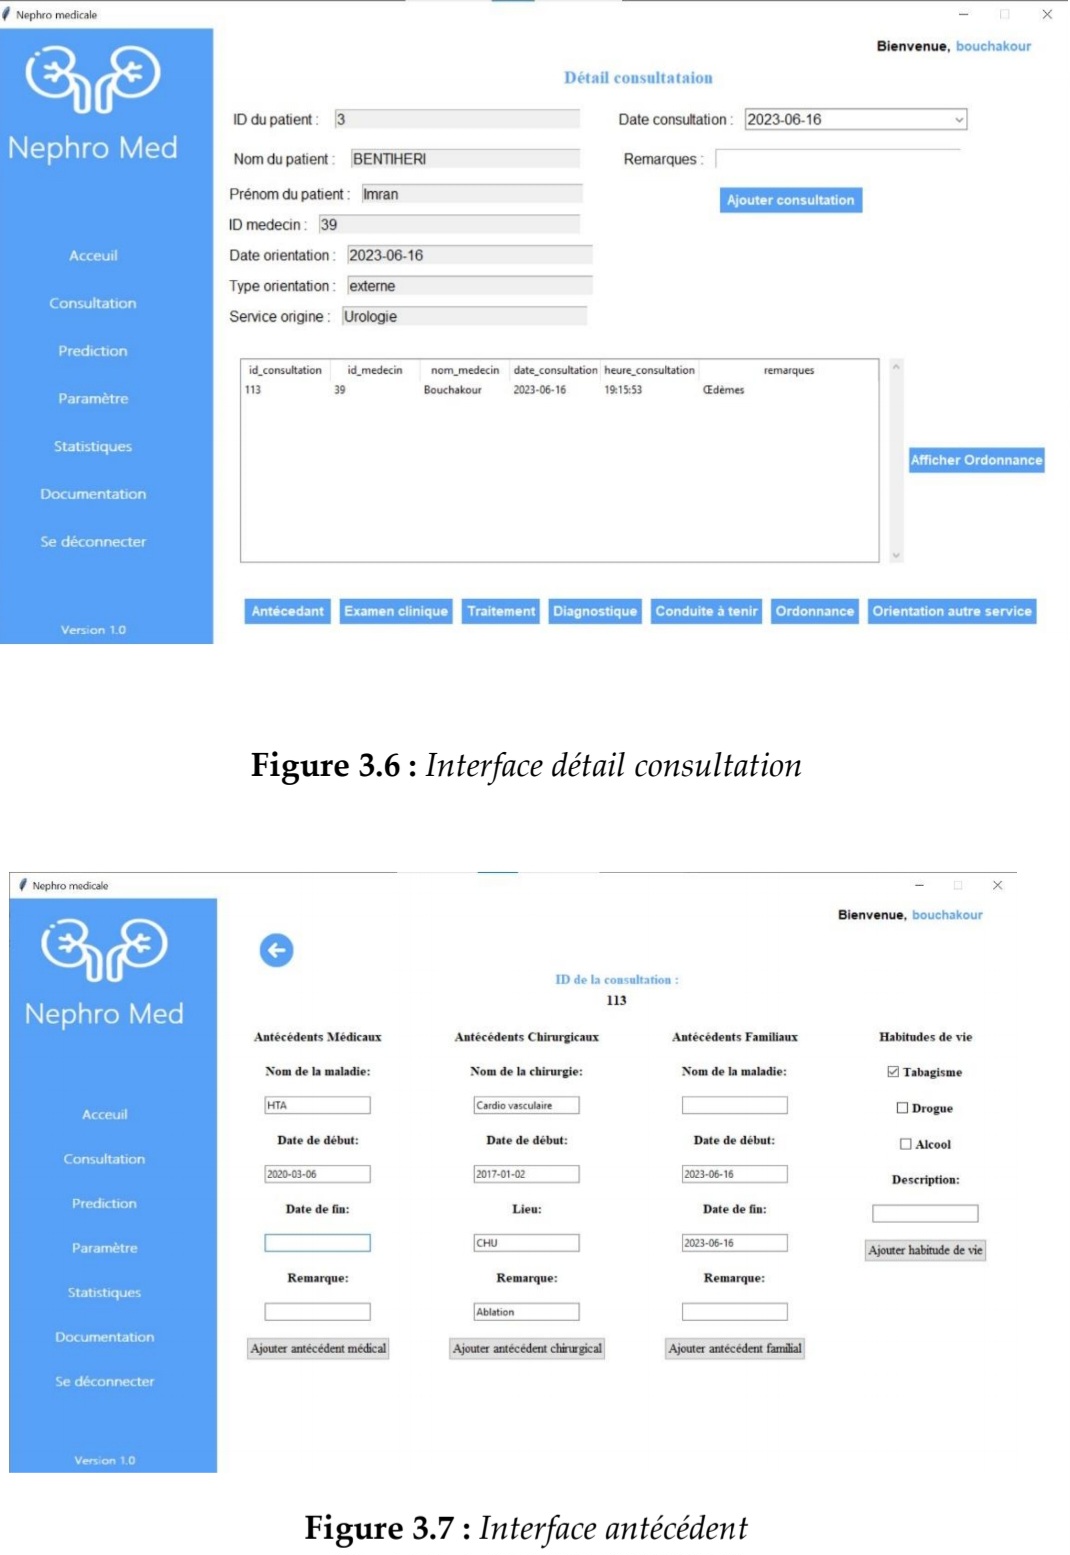 Nephro medicale
Bienvenue, bouchakour
Nephro Med
Détail consultataion
ID du patient : 3
Date consultation : 2023-06-16
Nom du patient : BENTIHERI
Remarques :
Prénom du patient : Imran
Ajouter consultation
ID medecin : 39
Date orientation : 2023-06-16
Type orientation : externe
Service origine : Urologie
Acceuil
Consultation
Prediction
Paramètre
Statistiques
Documentation
Se déconnecter
Version 1.0
id_consultation id_medecin nom_medecin date_consultation heure_consultation remarques
113 39 Bouchakour 2023-06-16 19:15:53 Œdèmes
Afficher Ordonnance
Antécedant Examen clinique Traitement Diagnostique Conduite à tenir Ordonnance Orientation autre service
Figure 3.6 : Interface détail consultation
Nephro medicale
Bienvenue, bouchakour
Nephro Med
Acceuil
Consultation
Prediction
Paramètre
Statistiques
Documentation
Se déconnecter
Version 1.0
ID de la consultation :
113
Antécédents Médicaux Antécédents Chirurgicaux Antécédents Familiaux Habitudes de vie
Nom de la maladie: Nom de la chirurgie: Nom de la maladie: Tabagisme
HTA Cardio vasculaire Drogue
Date de début: Date de début: Date de début: Alcool
2020-03-06 2017-01-02 2023-06-16 Description:
Date de fin: Lieu: Date de fin:
CHU 2023-06-16 Ajouter habitude de vie
Remarque: Remarque: Remarque:
Ablation
Ajouter antécédent médical Ajouter antécédent chirurgical Ajouter antécédent familial
Figure 3.7 : Interface antécédent